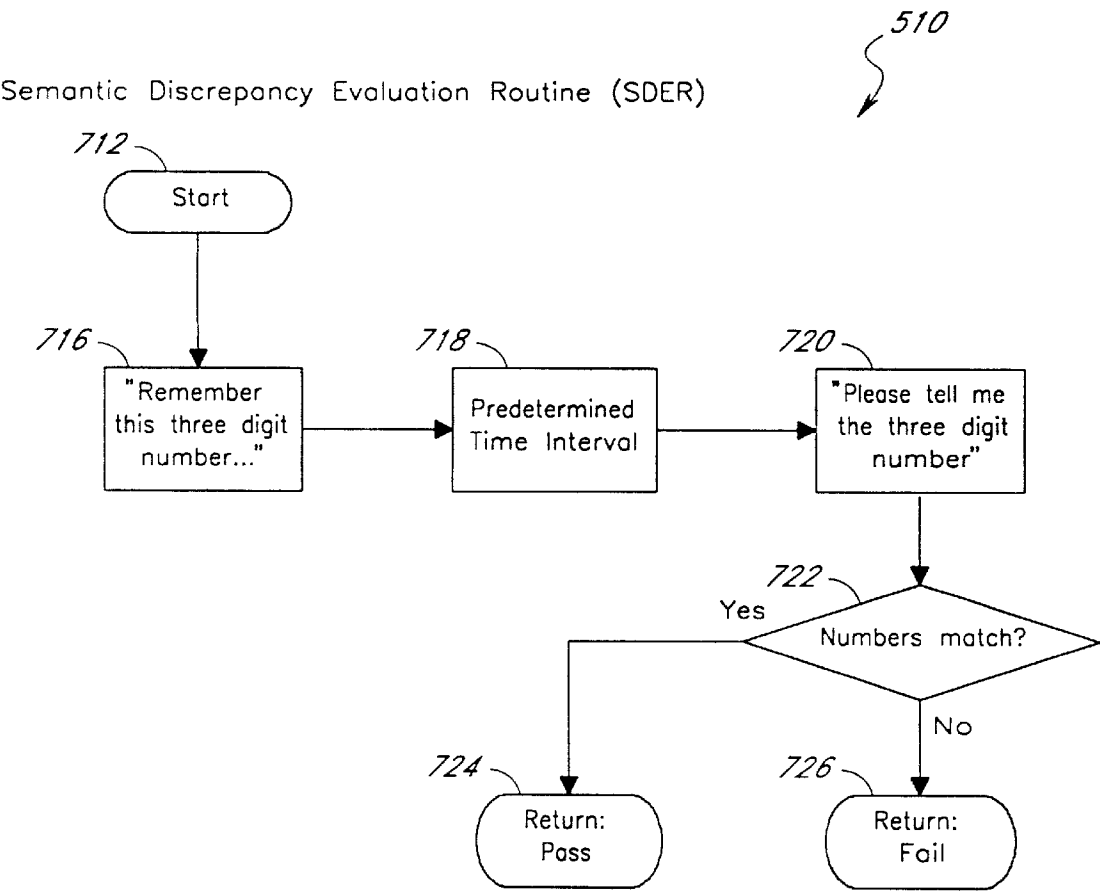 510
Semantic Discrepancy Evaluation Routine (SDER)
712
Start
716
"Remember
this three digit
number..."
718
Predetermined
Time Interval
720
"Please tell me
the three digit
number"
722
Yes
Numbers match?
No
724
Return:
Pass
726
Return:
Fail